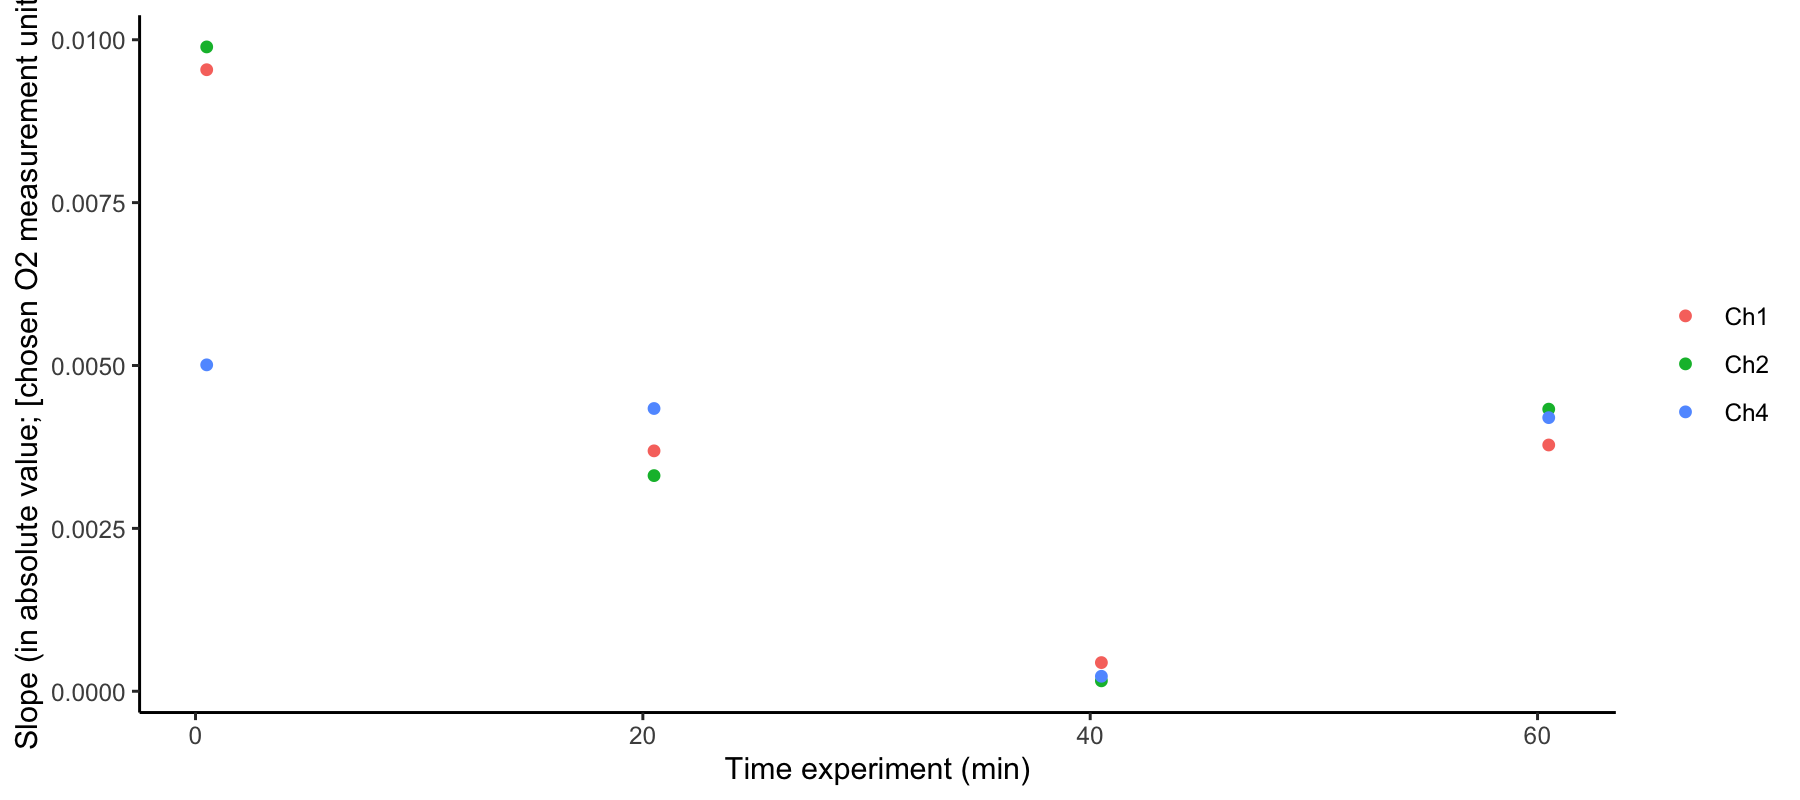 0.0100
0.0075
0.0050
0.0025
0.0000
Slope (in absolute value; [chosen O2 measurement unit
0
20
40
60
Time experiment (min)
Ch1
Ch2
Ch4